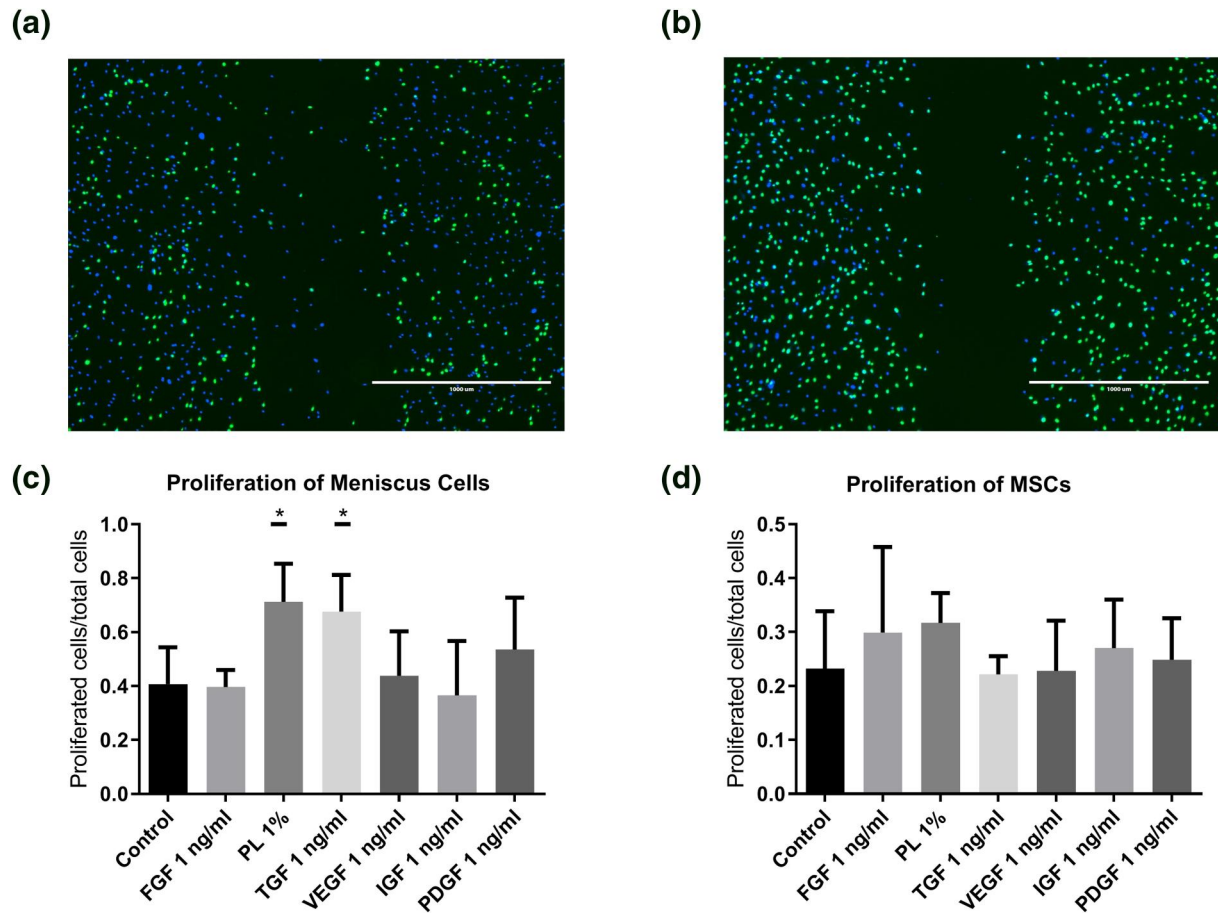 (a)
(b)
1000 um
1000 um
(c)
Proliferation of Meniscus Cells
Proliferated cells/total cells
1.0
0.8
0.6
0.4
0.2
0.0
*
*
Control
FGF 1 ng/ml
PL 1%
TGF 1 ng/ml
VEGF 1 ng/ml
IGF 1 ng/ml
PDGF 1 ng/ml
(d)
Proliferation of MSCs
Proliferated cells/total cells
0.5
0.4
0.3
0.2
0.1
0.0
Control
FGF 1 ng/ml
PL 1%
TGF 1 ng/ml
VEGF 1 ng/ml
IGF 1 ng/ml
PDGF 1 ng/ml